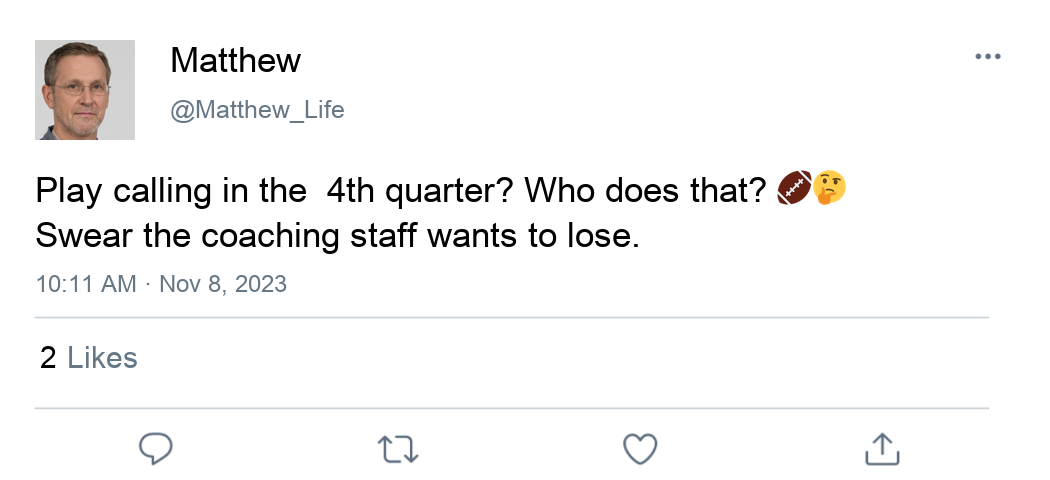 Matthew
@Matthew_Life
Play calling in the  4th quarter? Who does that? 🏈🤔
Swear the coaching staff wants to lose.
10:11 AM · Nov 8, 2023
2 Likes